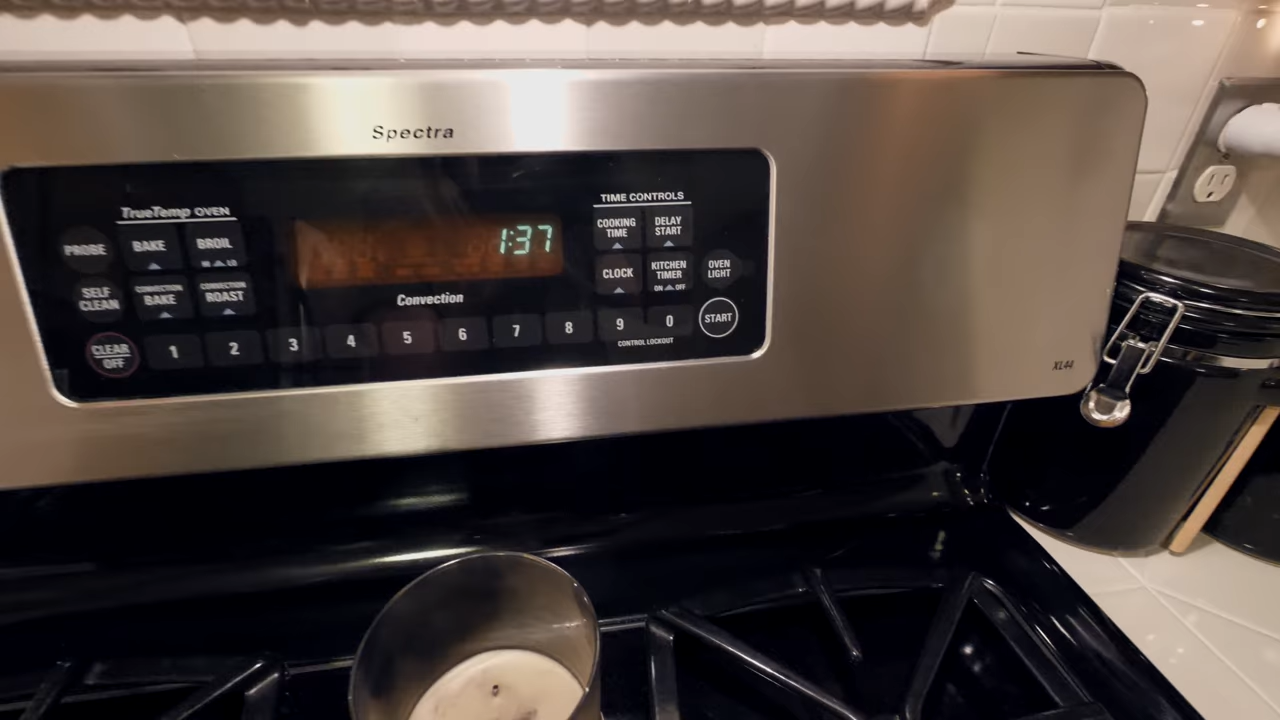 Spectra
TrueTemp OVEN
PROBE
BAKE
BROIL
HI LO
SELF
CLEAN
CONVECTION
BAKE
CONVECTION
ROAST
CLEAR
OFF
1:37
Convection
1 2 3 4 5 6 7 8 9 0
CONTROL LOCKOUT
TIME CONTROLS
COOKING
TIME
DELAY
START
CLOCK
KITCHEN
TIMER
ON OFF
OVEN
LIGHT
START
XL44